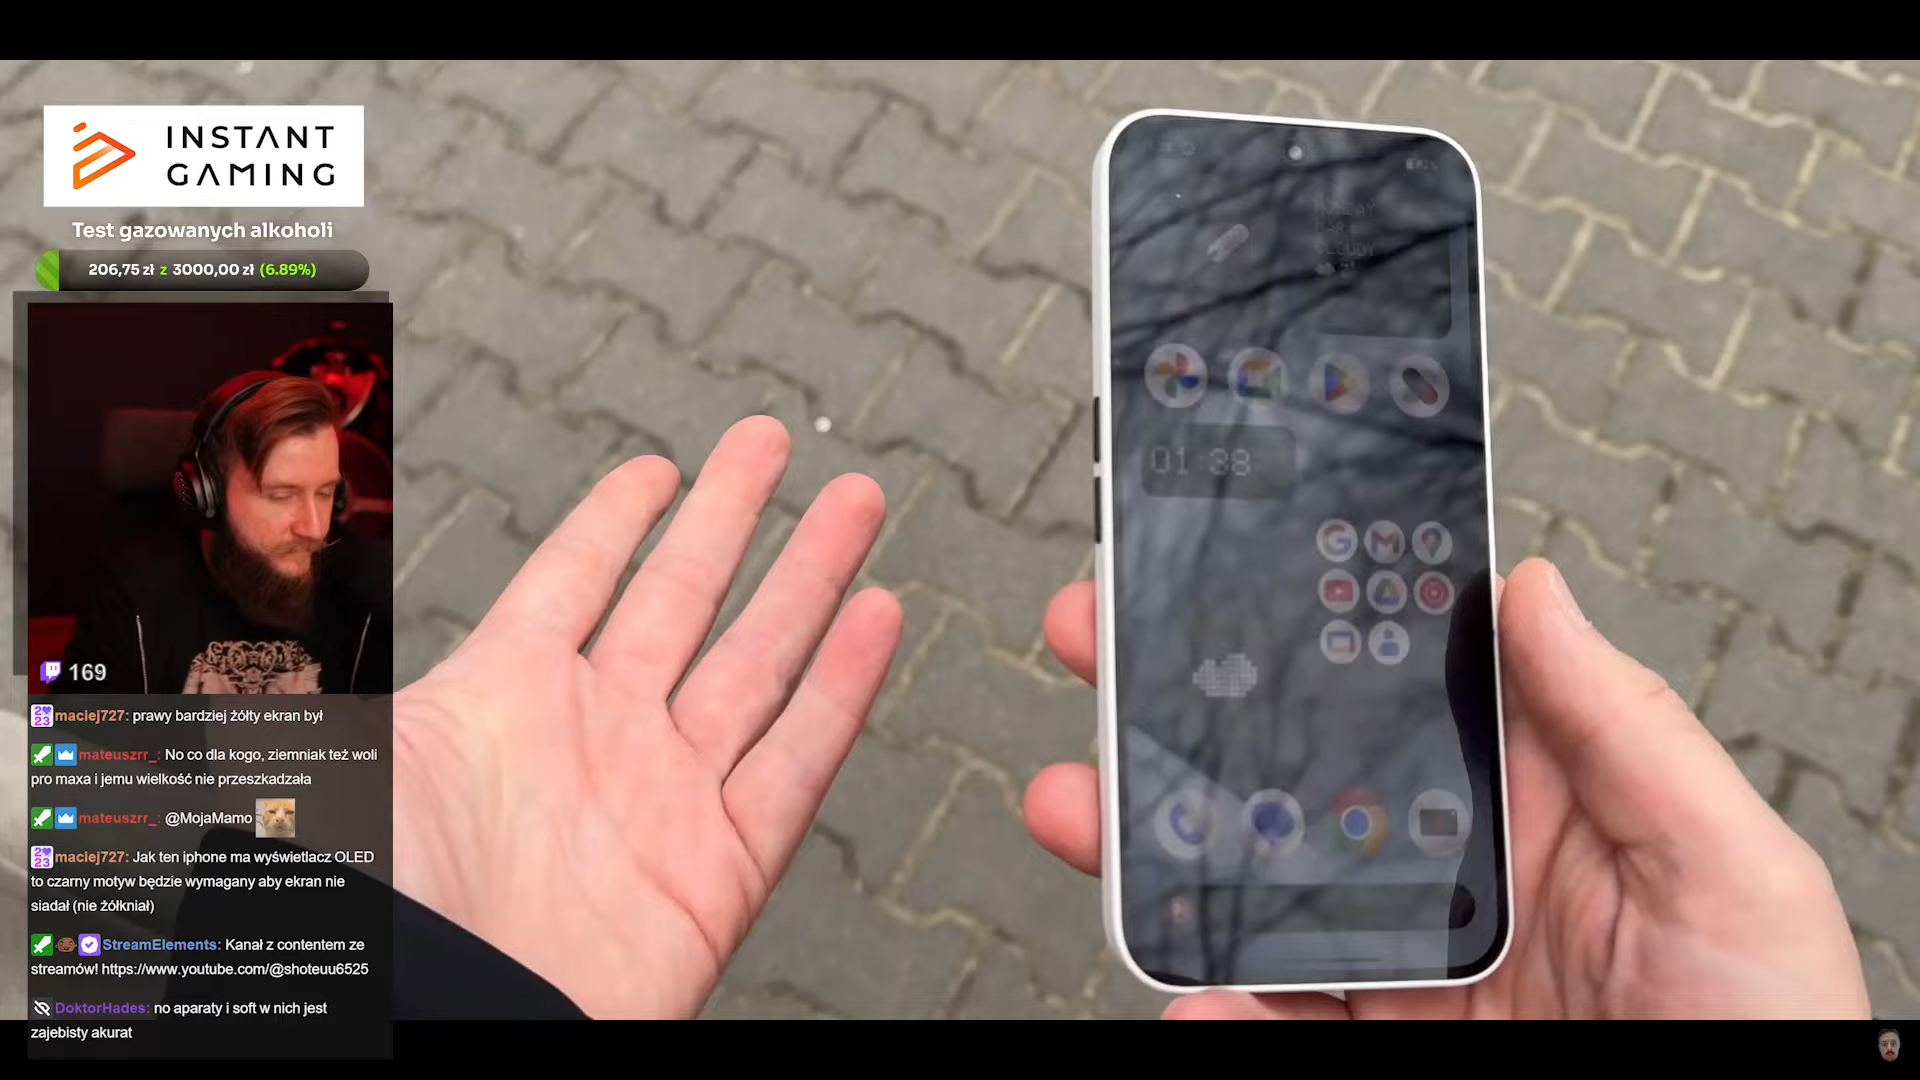 INSTANT
GAMING
Test gazowanych alkoholi
206,75 zł z 3000,00 zł (6.89%)
169
maciej727: prawy bardziej żółty ekran był
mateuszrr_: No co dla kogo, ziemniak też woli
pro maxa i jemu wielkość nie przeszkadzała
mateuszrr_: @MojaMamo
maciej727: Jak ten iphone ma wyświetlacz OLED
to czarny motyw będzie wymagany aby ekran nie
siadał (nie żółkniał)
StreamElements: Kanał z contentem ze
streamów! https://www.youtube.com/@shoteuu6525
DoktorHades: no aparaty i soft w nich jest
zajebisty akurat
CLOUDY
01:38